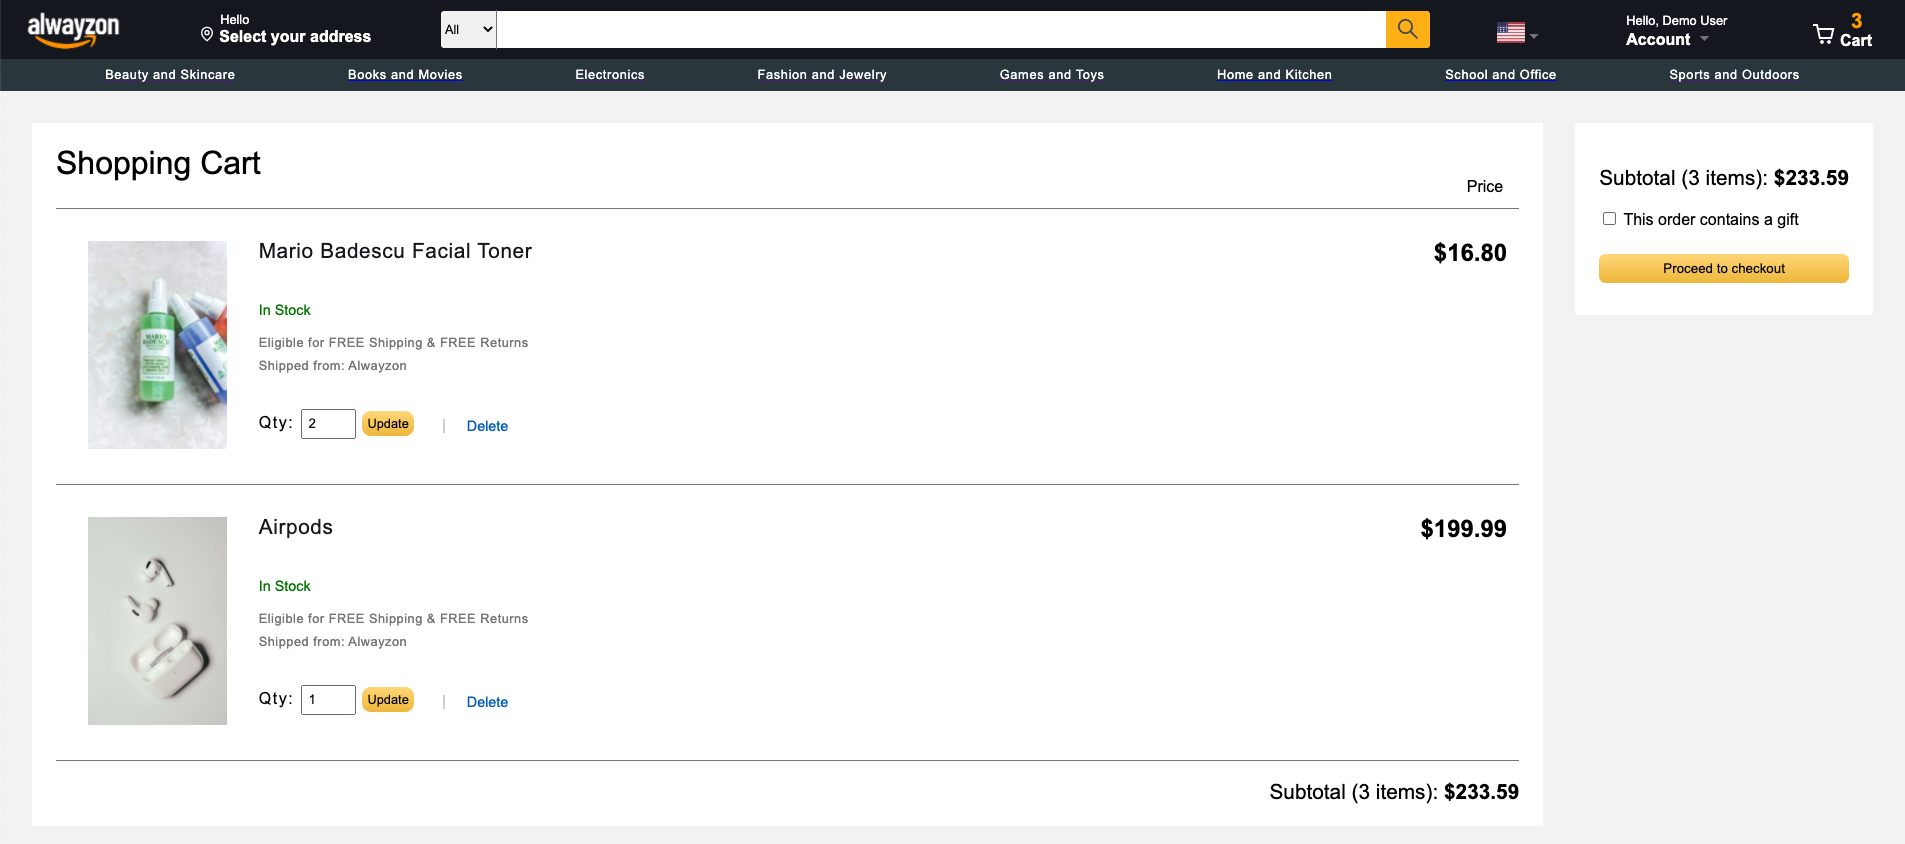 alwayzon
Hello
Select your address
All
Hello, Demo User
Account
3
Cart
Beauty and Skincare
Books and Movies
Electronics
Fashion and Jewelry
Games and Toys
Home and Kitchen
School and Office
Sports and Outdoors
Shopping Cart
Price
Mario Badescu Facial Toner
$16.80
In Stock
Eligible for FREE Shipping & FREE Returns
Shipped from: Alwayzon
Qty: 2 Update | Delete
MARIO
BADESCU
Airpods
$199.99
In Stock
Eligible for FREE Shipping & FREE Returns
Shipped from: Alwayzon
Qty: 1 Update | Delete
Subtotal (3 items): $233.59
Subtotal (3 items): $233.59
This order contains a gift
Proceed to checkout